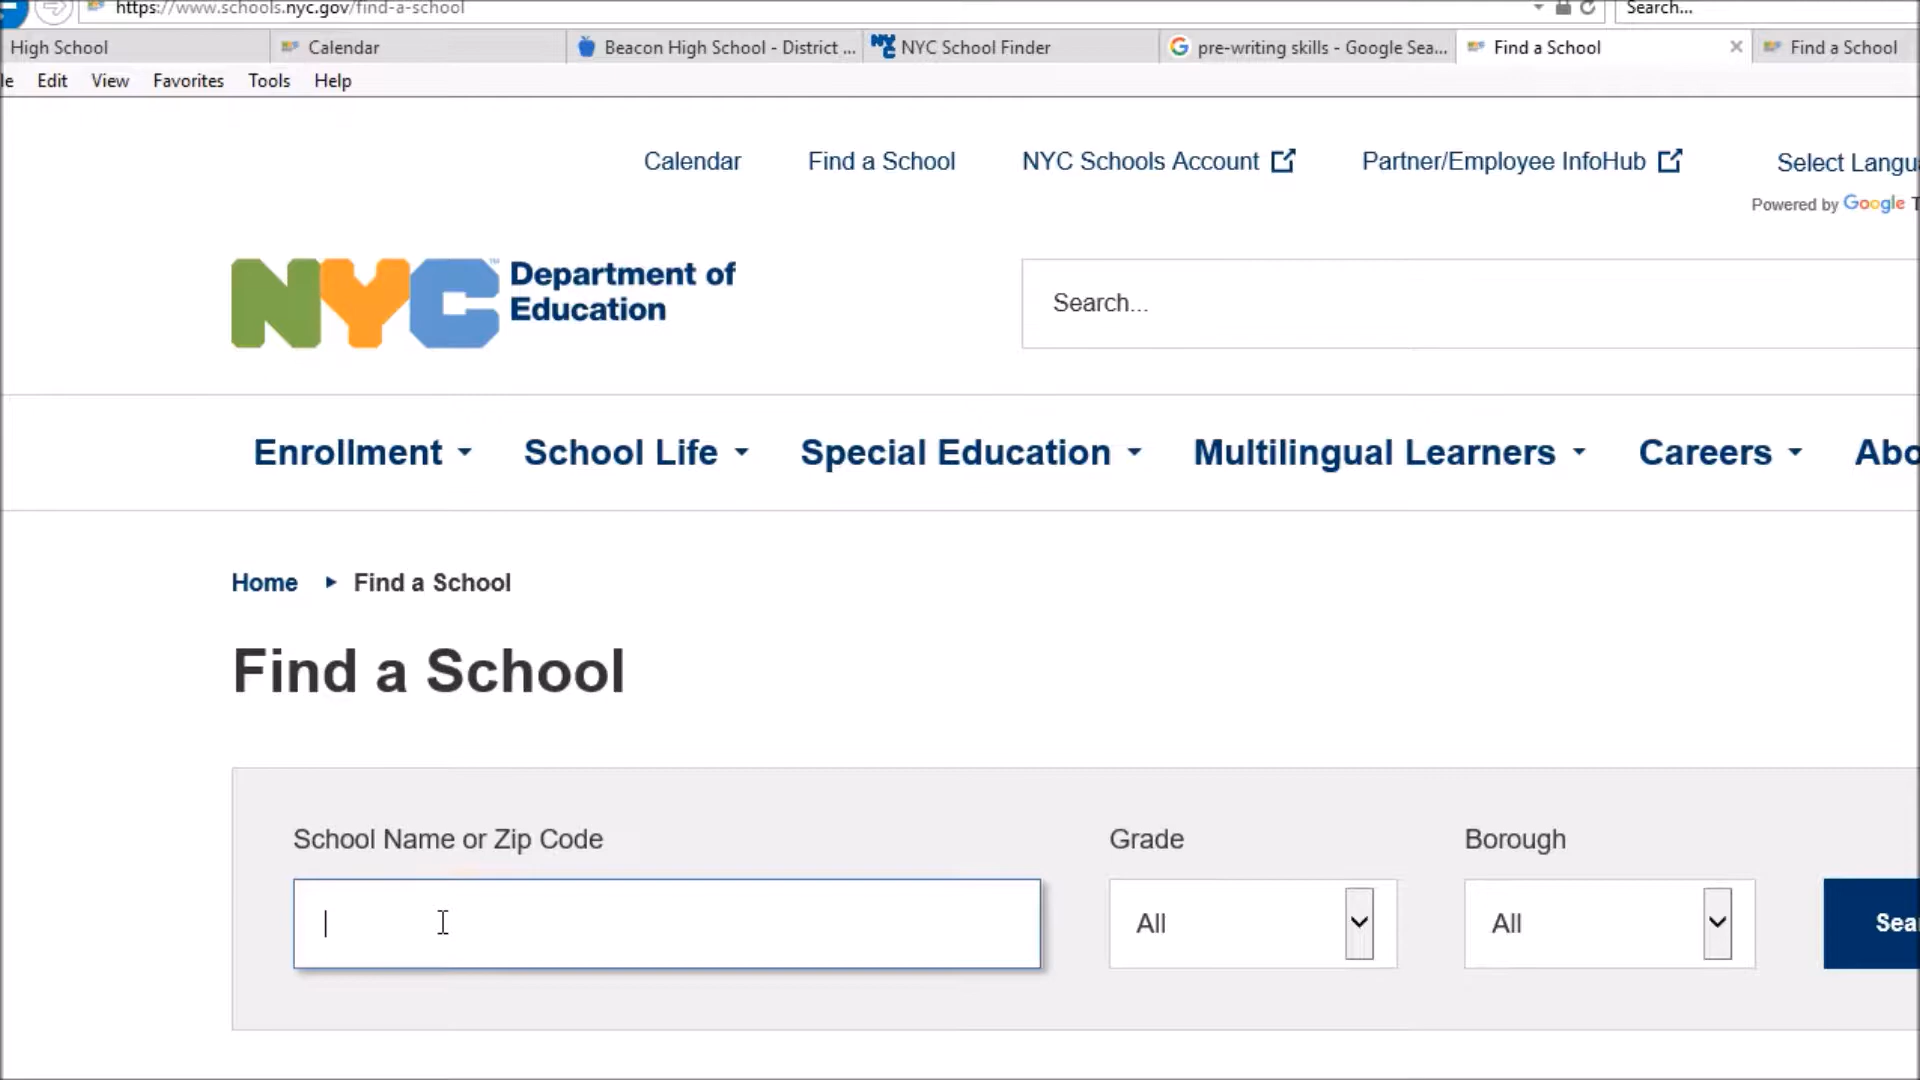 https://www.schools.nyc.gov/find-a-school
Search...
High School
Calendar
Beacon High School - District ...
NYC School Finder
pre-writing skills - Google Sea...
Find a School
Find a School
Edit View Favorites Tools Help
Calendar
Find a School
NYC Schools Account
Partner/Employee InfoHub
Select Langu
Powered by Google T
NYC™ Department of
Education
Search...
Enrollment
School Life
Special Education
Multilingual Learners
Careers
Abo
Home Find a School
Find a School
School Name or Zip Code
Grade
Borough
All
All
Sea